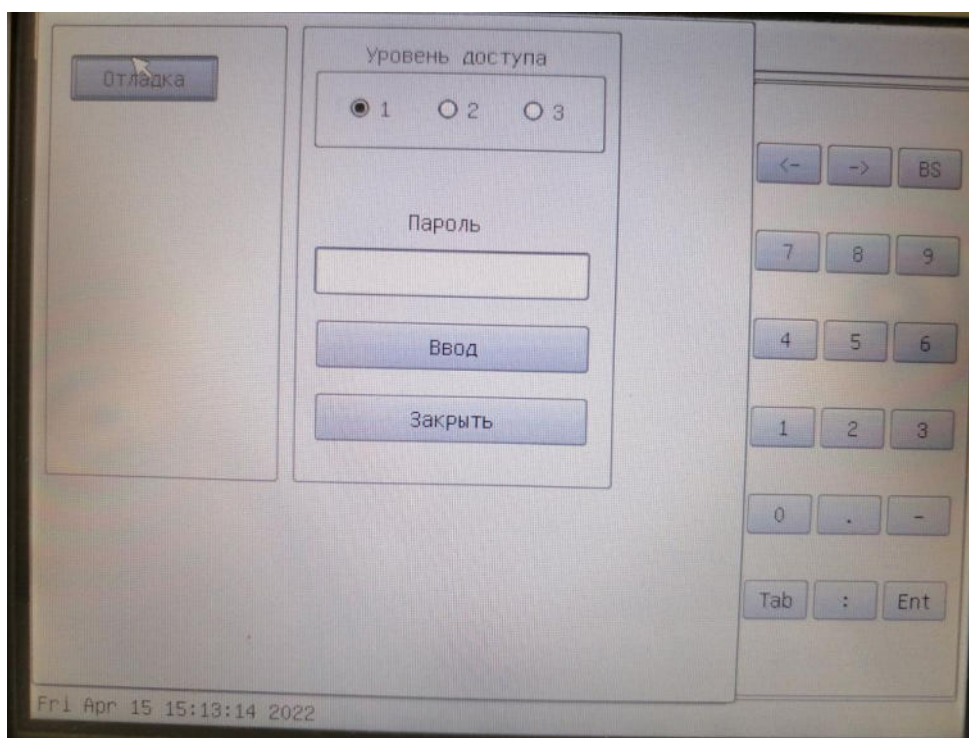 Отладка
Уровень доступа
1 2 3
Пароль
Ввод
Закрыть
<- -> BS
7 8 9
4 5 6
1 2 3
0 . -
Tab : Ent
Fri Apr 15 15:13:14 2022